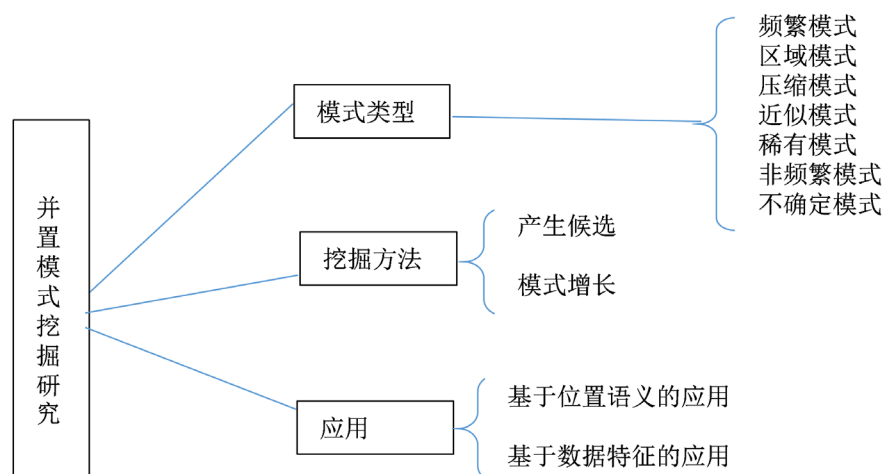 并置模式挖掘研究
模式类型
频繁模式
区域模式
压缩模式
近似模式
稀有模式
非频繁模式
不确定模式
挖掘方法
产生候选
模式增长
应用
基于位置语义的应用
基于数据特征的应用